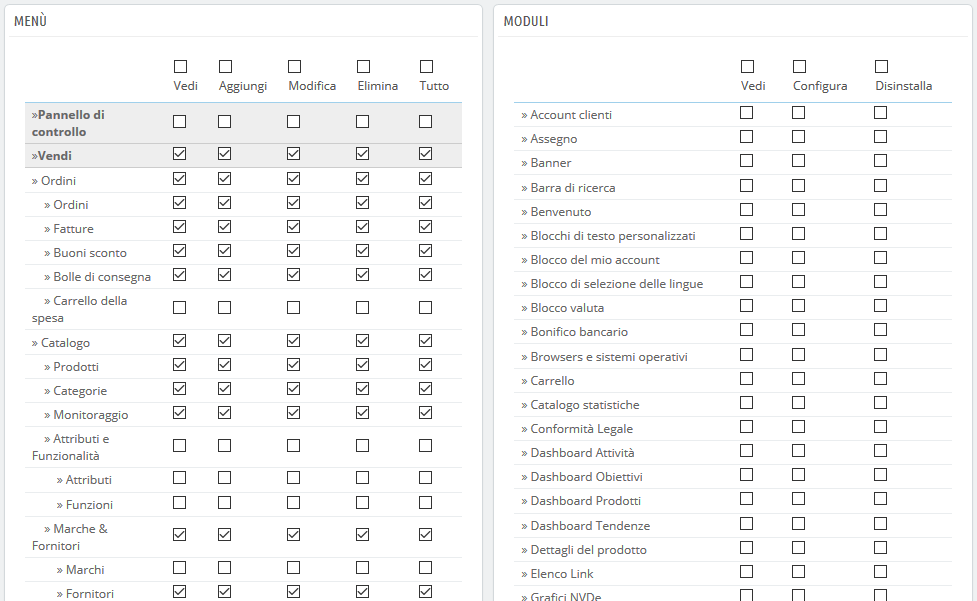 MENÙ
Vedi Aggiungi Modifica Elimina Tutto
»Pannello di
controllo
»Vendi
» Ordini
» Ordini
» Fatture
» Buoni sconto
» Bolle di consegna
» Carrello della
spesa
» Catalogo
» Prodotti
» Categorie
» Monitoraggio
» Attributi e
Funzionalità
» Attributi
» Funzioni
» Marche &
Fornitori
» Marchi
» Fornitori
MODULI
Vedi Configura Disinstalla
» Account clienti
» Assegno
» Banner
» Barra di ricerca
» Benvenuto
» Blocchi di testo personalizzati
» Blocco del mio account
» Blocco di selezione delle lingue
» Blocco valuta
» Bonifico bancario
» Browsers e sistemi operativi
» Carrello
» Catalogo statistiche
» Conformità Legale
» Dashboard Attività
» Dashboard Obiettivi
» Dashboard Prodotti
» Dashboard Tendenze
» Dettagli del prodotto
» Elenco Link
» Grafici NVDe